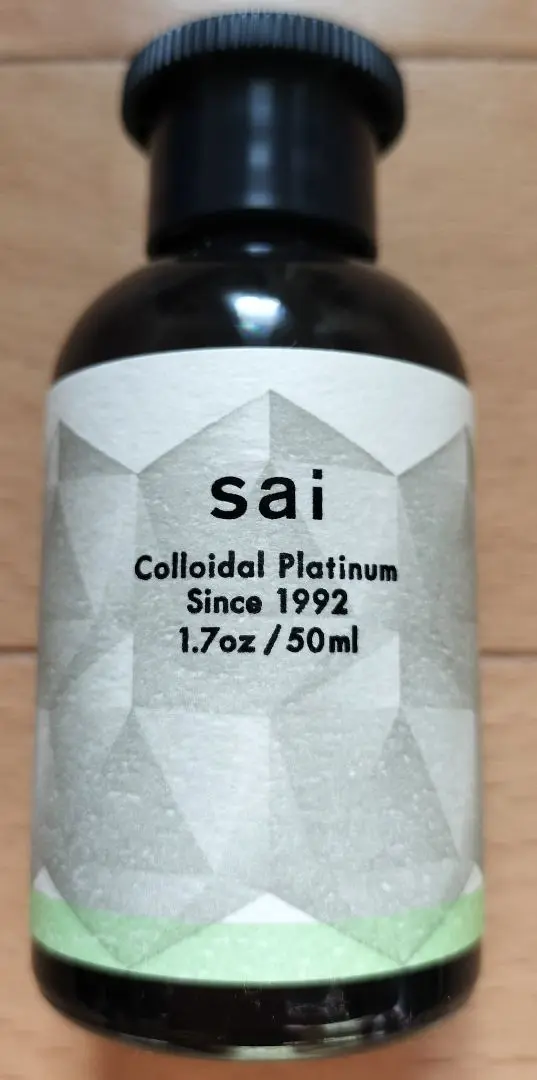 sai
Colloidal Platinum
Since 1992
1.7oz / 50ml